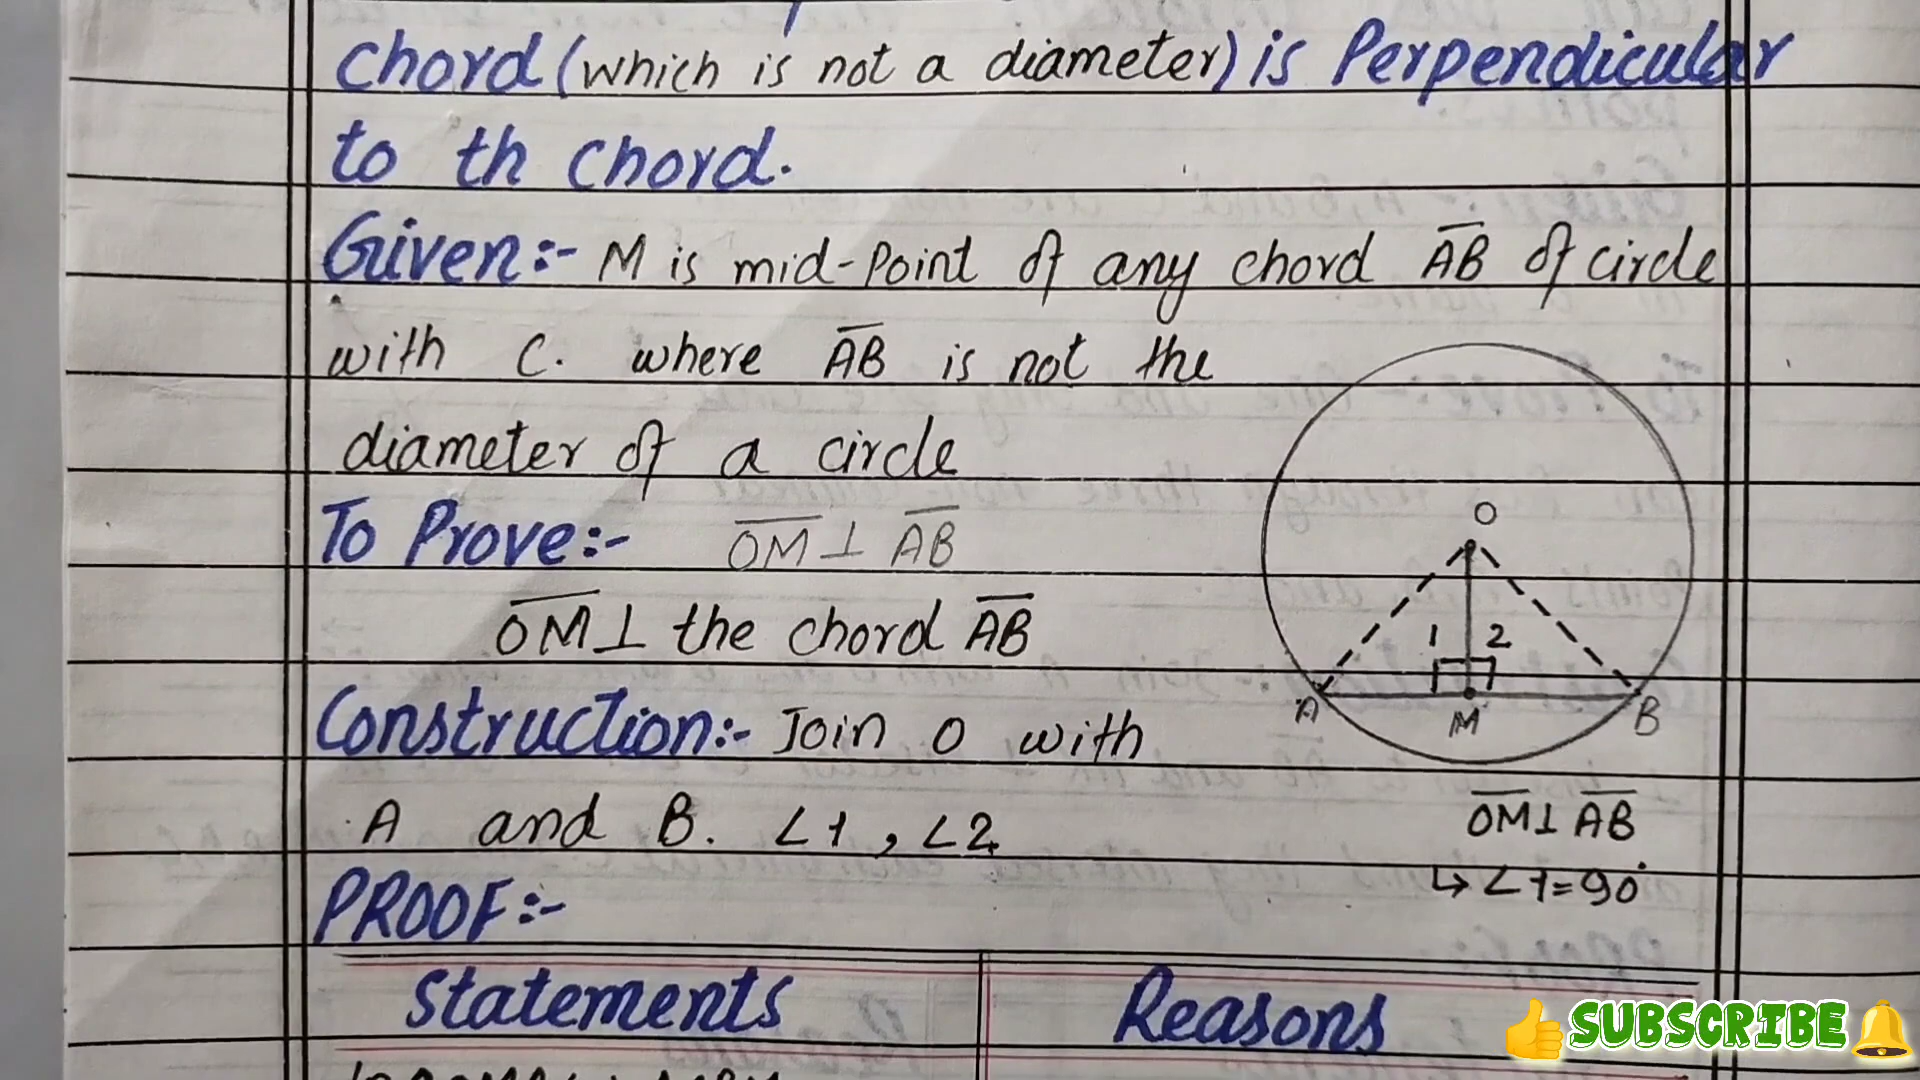 chord (which is not a diameter) is Perpendicular
to th chord.
Given:- M is mid-Point of any chord AB of circle
with C. where AB is not the
diameter of a circle
To Prove:- OM ⊥ AB
OM ⊥ the chord AB
Construction:- Join O with
A and B. ∠1, ∠2
O
1 2
A M B
OM ⊥ AB
↳ ∠1 = 90°
PROOF:-
Statements Reasons
SUBSCRIBE